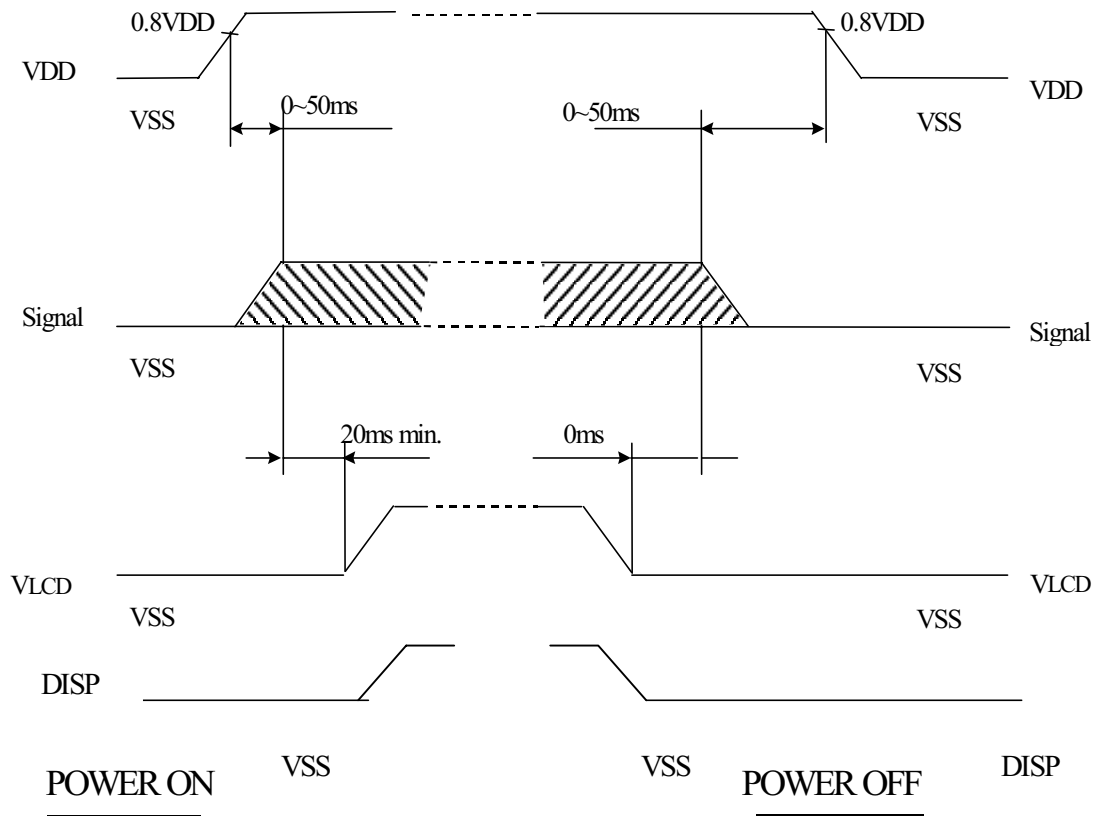 0.8VDD
0.8VDD
VDD
VDD
VSS
0~50ms
0~50ms
VSS
Signal
Signal
VSS
VSS
20ms min.
0ms
VLCD
VLCD
VSS
VSS
DISP
VSS
VSS
DISP
POWER ON
POWER OFF